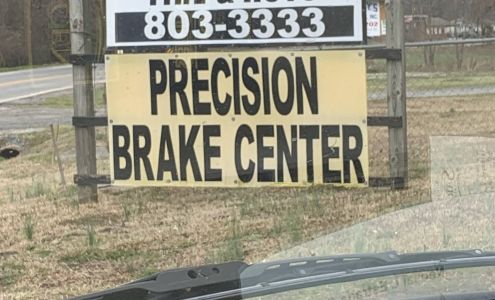 803-3333
PRECISION
BRAKE CENTER